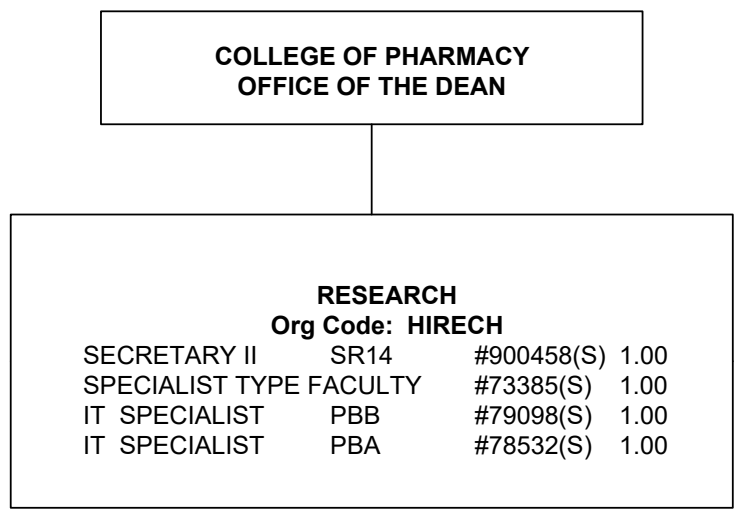 COLLEGE OF PHARMACY
OFFICE OF THE DEAN
RESEARCH
Org Code: HIRECH
SECRETARY II SR14 #900458(S) 1.00
SPECIALIST TYPE FACULTY #73385(S) 1.00
IT SPECIALIST PBB #79098(S) 1.00
IT SPECIALIST PBA #78532(S) 1.00